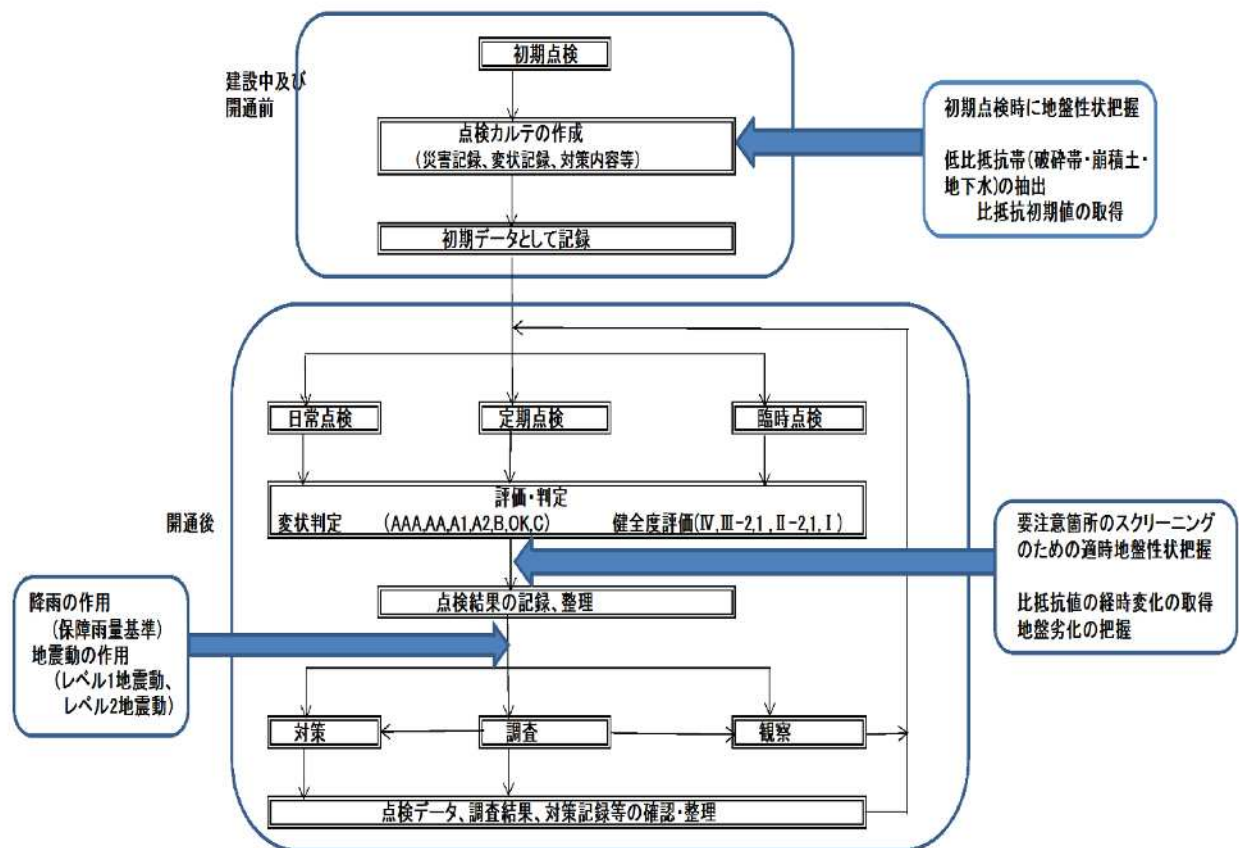 初期点検
建設中及び
開通前
点検カルテの作成
(災害記録、変状記録、対策内容等)
初期データとして記録
初期点検時に地盤性状把握
低比抵抗帯(破砕帯・崩積土・
地下水)の抽出
比抵抗初期値の取得
日常点検
定期点検
臨時点検
開通後
評価・判定
変状判定 (AAA,AA,A1,A2,B,OK,C) 健全度評価(Ⅳ,Ⅲ-2,1,Ⅱ-2,1,Ⅰ)
点検結果の記録、整理
要注意箇所のスクリーニング
のための適時地盤性状把握
比抵抗値の経時変化の取得
地盤劣化の把握
降雨の作用
(保障雨量基準)
地震動の作用
(レベル1地震動、
レベル2地震動)
対策
調査
観察
点検データ、調査結果、対策記録等の確認・整理